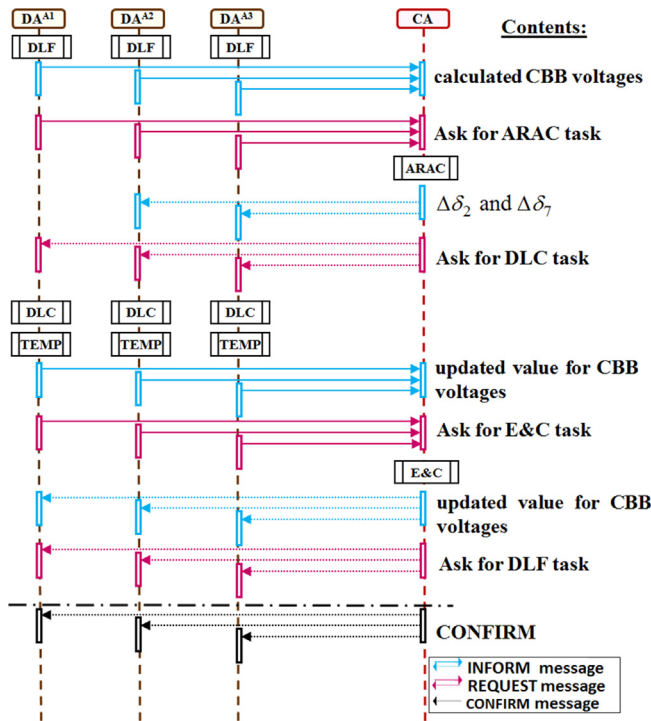 DA^A1 DA^A2 DA^A3 CA
Contents:
DLF DLF DLF
calculated CBB voltages
Ask for ARAC task
ARAC
Δδ₂ and Δδ₇
Ask for DLC task
DLC DLC DLC
TEMP TEMP TEMP
updated value for CBB
voltages
Ask for E&C task
E&C
updated value for CBB
voltages
Ask for DLF task
CONFIRM
INFORM message
REQUEST message
CONFIRM message